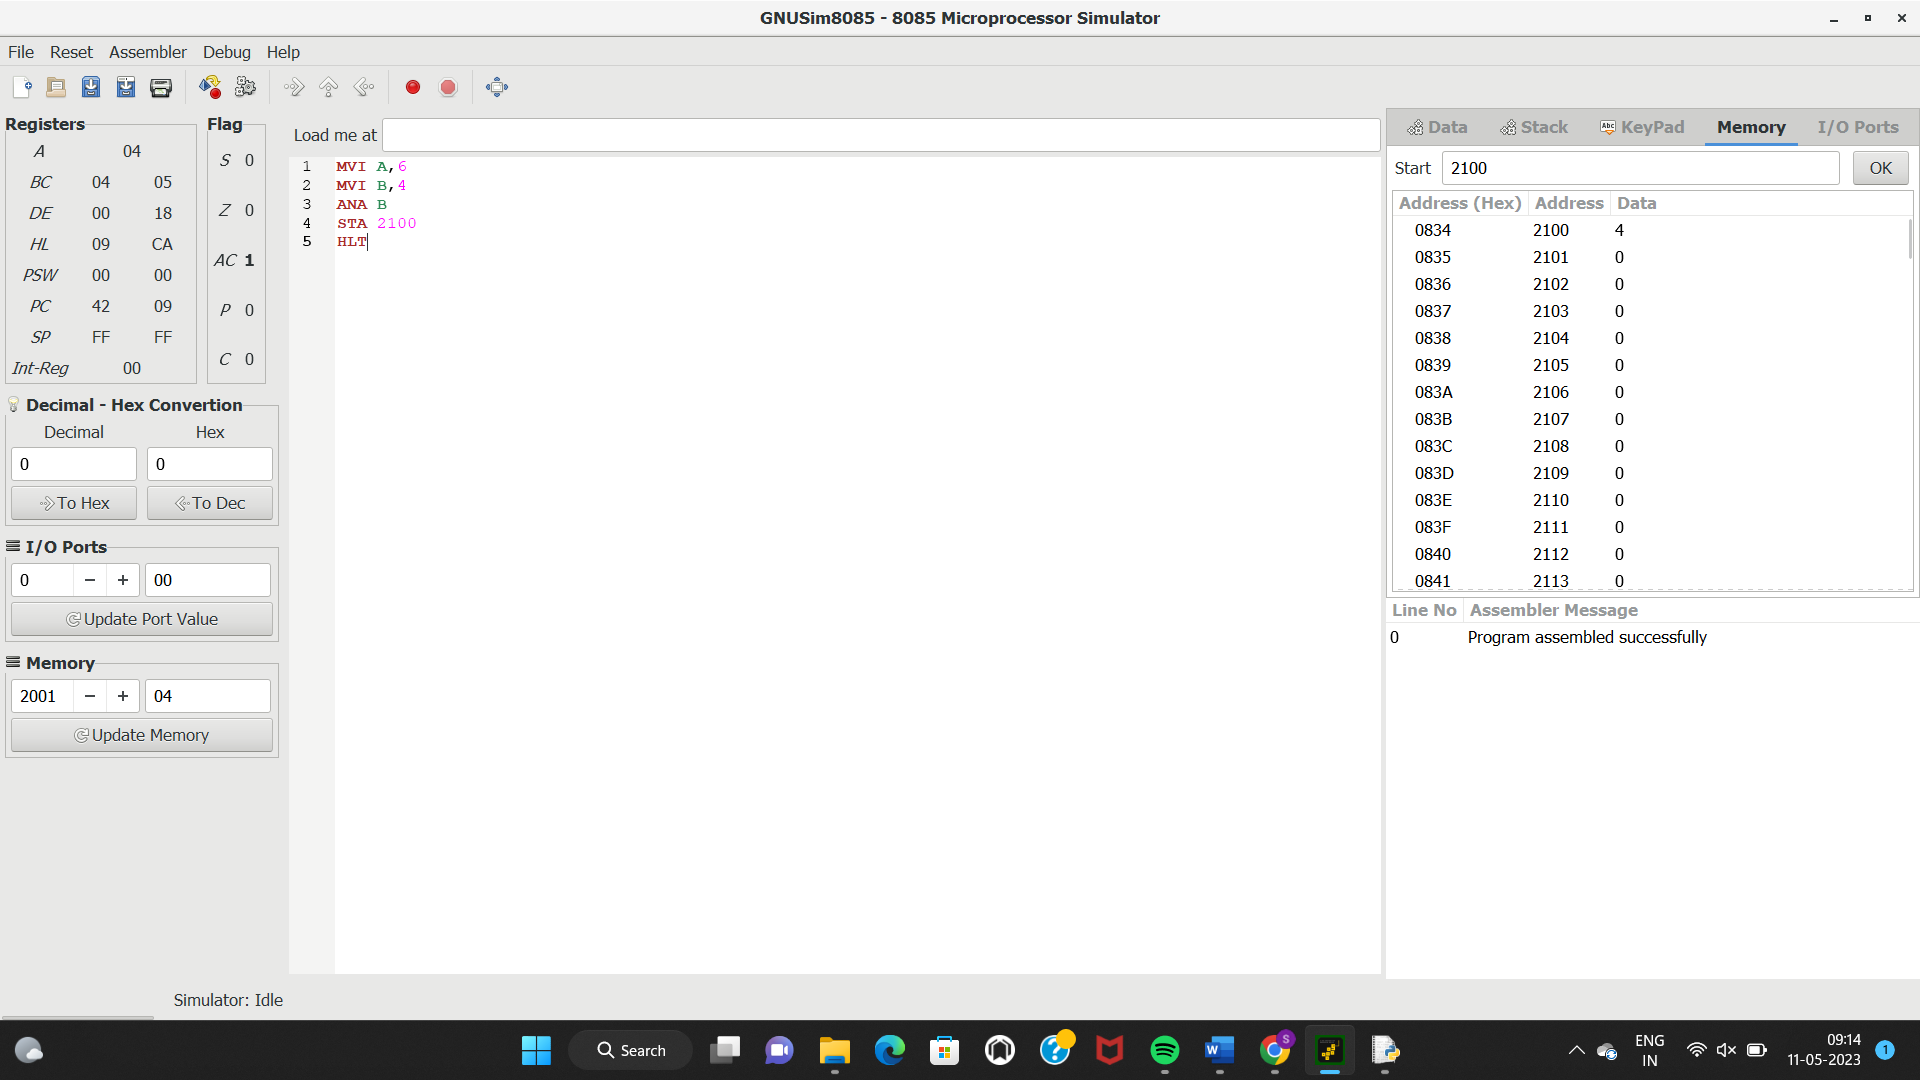 GNUSim8085 - 8085 Microprocessor Simulator
File Reset Assembler Debug Help
Registers
A 04
BC 04 05
DE 00 18
HL 09 CA
PSW 00 00
PC 42 09
SP FF FF
Int-Reg 00
Flag
S 0
Z 0
AC 1
P 0
C 0
Decimal - Hex Convertion
Decimal Hex
0 0
To Hex To Dec
I/O Ports
0 − + 00
Update Port Value
Memory
2001 − + 04
Update Memory
Load me at
1 MVI A,6
2 MVI B,4
3 ANA B
4 STA 2100
5 HLT
Data Stack Abc KeyPad Memory I/O Ports
Start 2100 OK
Address (Hex) Address Data
0834 2100 4
0835 2101 0
0836 2102 0
0837 2103 0
0838 2104 0
0839 2105 0
083A 2106 0
083B 2107 0
083C 2108 0
083D 2109 0
083E 2110 0
083F 2111 0
0840 2112 0
0841 2113 0
Line No Assembler Message
0 Program assembled successfully
Simulator: Idle
Search
S
W
ENG
IN
09:14
11-05-2023
1